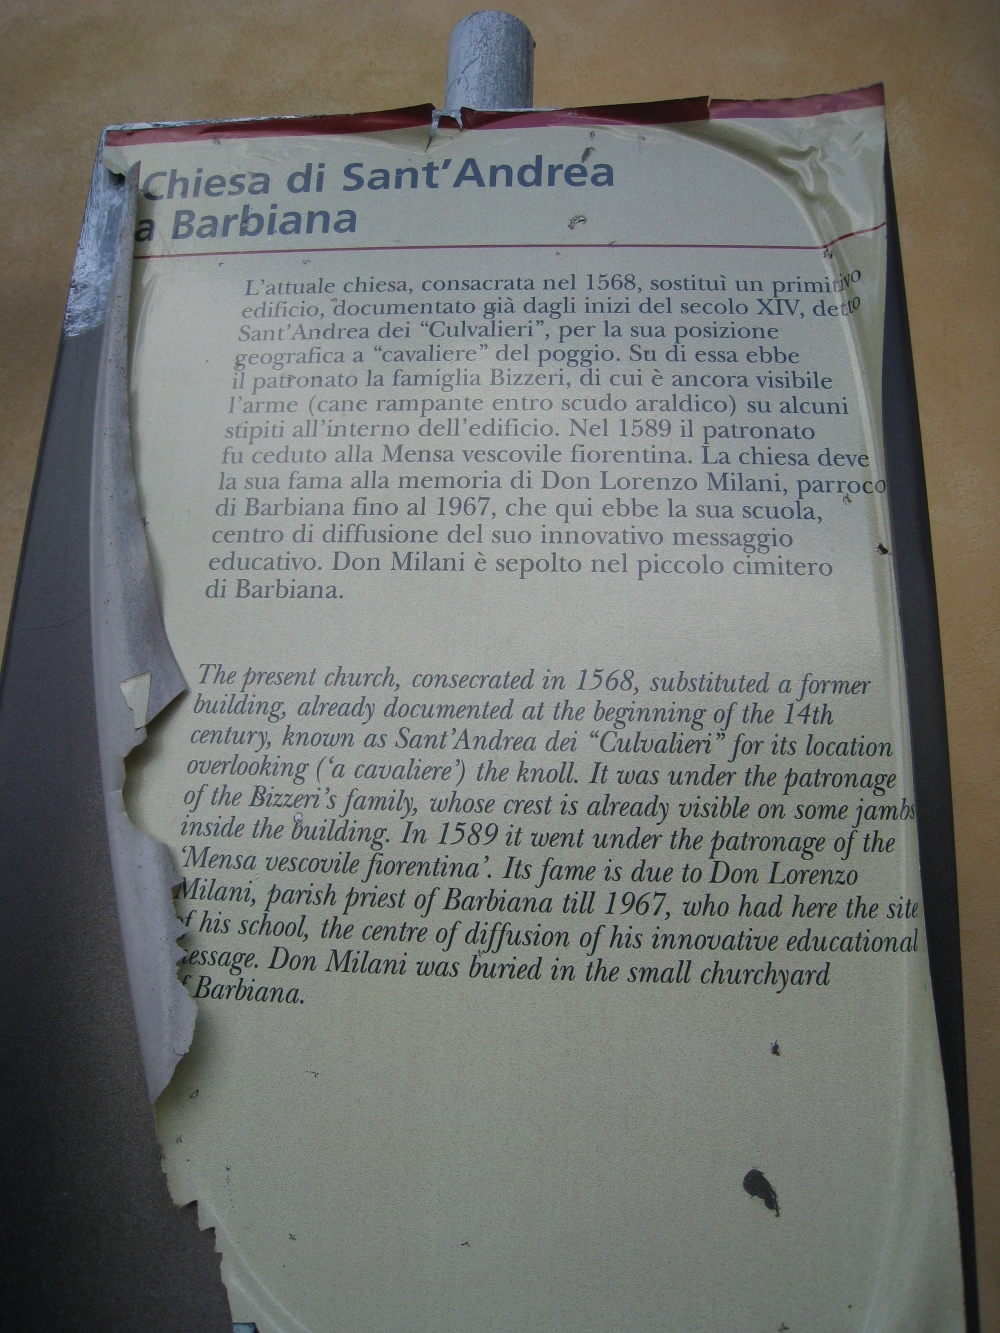 Chiesa di Sant'Andrea
a Barbiana
L'attuale chiesa, consacrata nel 1568, sostituì un primitivo
edificio, documentato già dagli inizi del secolo XIV, detto
Sant'Andrea dei “Culvalieri”, per la sua posizione
geografica a “cavaliere” del poggio. Su di essa ebbe
il patronato la famiglia Bizzeri, di cui è ancora visibile
l'arme (cane rampante entro scudo araldico) su alcuni
stipiti all'interno dell'edificio. Nel 1589 il patronato
fu ceduto alla Mensa vescovile fiorentina. La chiesa deve
la sua fama alla memoria di Don Lorenzo Milani, parroco
di Barbiana fino al 1967, che qui ebbe la sua scuola,
centro di diffusione del suo innovativo messaggio
educativo. Don Milani è sepolto nel piccolo cimitero
di Barbiana.
The present church, consecrated in 1568, substituted a former
building, already documented at the beginning of the 14th
century, known as Sant'Andrea dei “Culvalieri” for its location
overlooking (‘a cavaliere’) the knoll. It was under the patronage
of the Bizzeri's family, whose crest is already visible on some jambs
inside the building. In 1589 it went under the patronage of the
‘Mensa vescovile fiorentina’. Its fame is due to Don Lorenzo
Milani, parish priest of Barbiana till 1967, who had here the site
of his school, the centre of diffusion of his innovative educational
essage. Don Milani was buried in the small churchyard
f Barbiana.